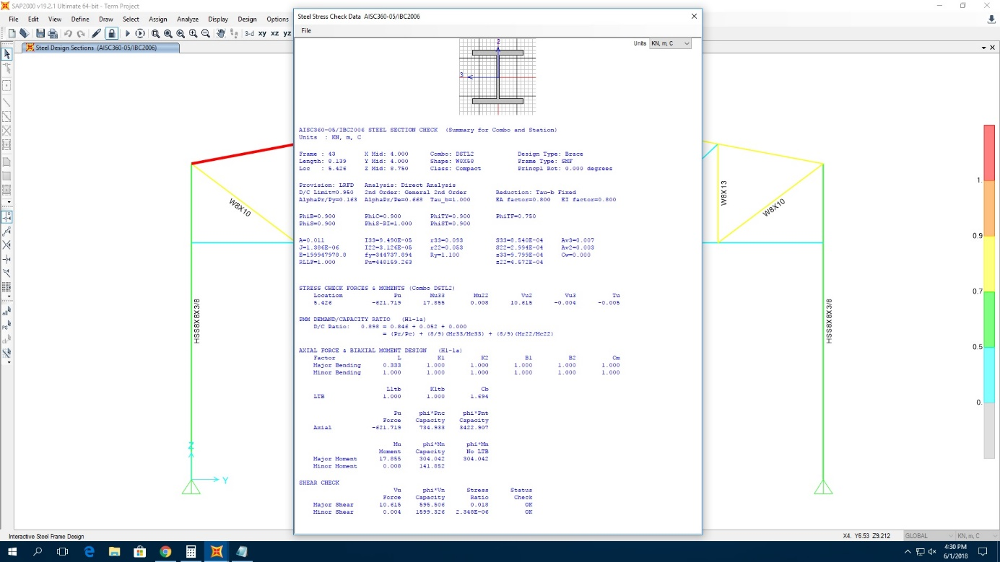 SAP2000 v19.2.1 Ultimate 64-bit - Term Project
File Edit View Define Draw Select Assign Analyze Display Design Options
3-d xy xz yz
Steel Design Sections (AISC360-05/IBC2006)
Steel Stress Check Data AISC360-05/IBC2006
File
Units KN, m, C
2
3
AISC360-05/IBC2006 STEEL SECTION CHECK (Summary for Combo and Station)
Units : KN, m, C
Frame : 43 X Mid: 4.000 Combo: DSTL2 Design Type: Brace
Length: 8.139 Y Mid: 4.000 Shape: W8X58 Frame Type: SMF
Loc : 5.426 Z Mid: 8.750 Class: Compact Princpl Rot: 0.000 degrees
Provision: LRFD Analysis: Direct Analysis
D/C Limit=0.950 2nd Order: General 2nd Order Reduction: Tau-b Fixed
AlphaPr/Py=0.163 AlphaPr/Pe=0.668 Tau_b=1.000 EA factor=0.800 EI factor=0.800
PhiB=0.900 PhiC=0.900 PhiTY=0.900 PhiTF=0.750
PhiS=0.900 PhiS-RI=1.000 PhiST=0.900
A=0.011 I33=9.490E-05 r33=0.093 S33=8.540E-04 Av3=0.007
J=1.386E-06 I22=3.126E-05 r22=0.053 S22=2.994E-04 Av2=0.003
E=199947978.8 fy=344737.894 Ry=1.100 z33=9.799E-04 Cw=0.000
RLLF=1.000 Fu=448159.263 z22=4.572E-04
STRESS CHECK FORCES & MOMENTS (Combo DSTL2)
Location Pu Mu33 Mu22 Vu2 Vu3 Tu
5.426 -621.719 17.855 0.008 10.615 -0.004 -0.005
PMM DEMAND/CAPACITY RATIO (H1-1a)
D/C Ratio: 0.898 = 0.846 + 0.052 + 0.000
= (Pr/Pc) + (8/9)(Mr33/Mc33) + (8/9)(Mr22/Mc22)
AXIAL FORCE & BIAXIAL MOMENT DESIGN (H1-1a)
Factor L K1 K2 B1 B2 Cm
Major Bending 0.333 1.000 1.000 1.000 1.000 1.000
Minor Bending 1.000 1.000 1.000 1.000 1.000 1.000
Lltb Kltb Cb
LTB 1.000 1.000 1.694
Pu phi*Pnc phi*Pnt
Force Capacity Capacity
Axial -621.719 734.933 3422.907
Mu phi*Mn phi*Mn
Moment Capacity No LTB
Major Moment 17.855 304.042 304.042
Minor Moment 0.008 141.852
SHEAR CHECK
Vu phi*Vn Stress Status
Force Capacity Ratio Check
Major Shear 10.615 595.506 0.018 OK
Minor Shear 0.004 1599.326 2.348E-06 OK
W8X10
HSS8X8X3/8
Z
Y
W8X13
W8X10
HSS8X8X3/8
1.
0.9
0.7
0.5
0.
Interactive Steel Frame Design
X4. Y6.53 Z9.212
GLOBAL
KN, m, C
4:30 PM
6/1/2018